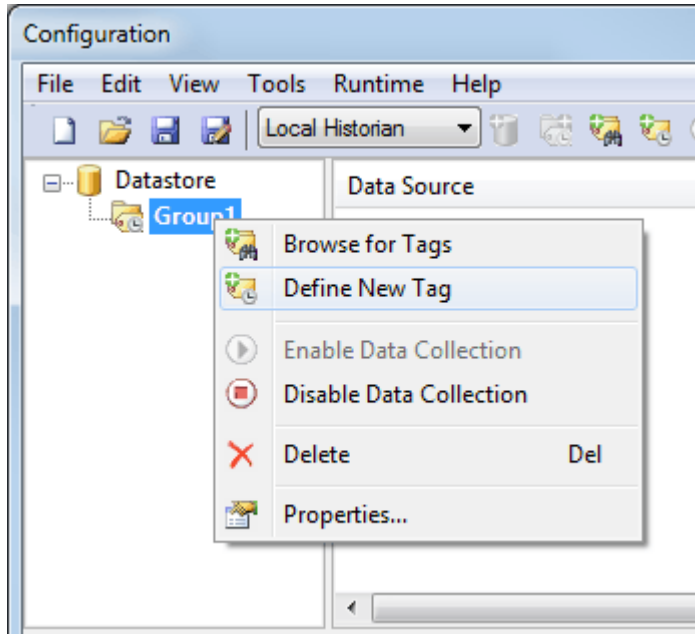 Configuration
File Edit View Tools Runtime Help
Local Historian
Datastore
Data Source
Group1
Browse for Tags
Define New Tag
Enable Data Collection
Disable Data Collection
Delete Del
Properties...